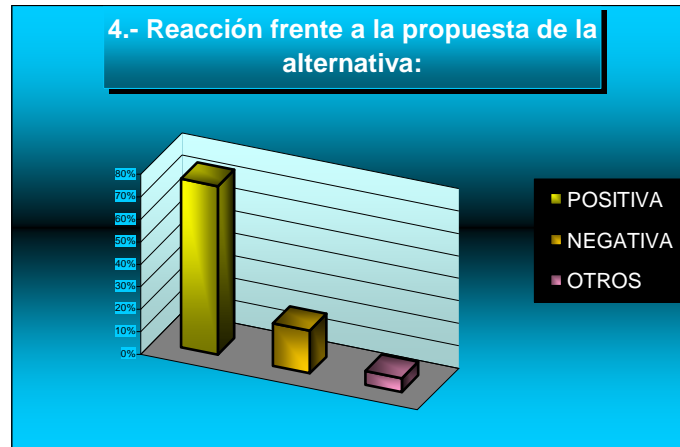 4.- Reacción frente a la propuesta de la
alternativa:
80%
70%
60%
50%
40%
30%
20%
10%
0%
POSITIVA
NEGATIVA
OTROS